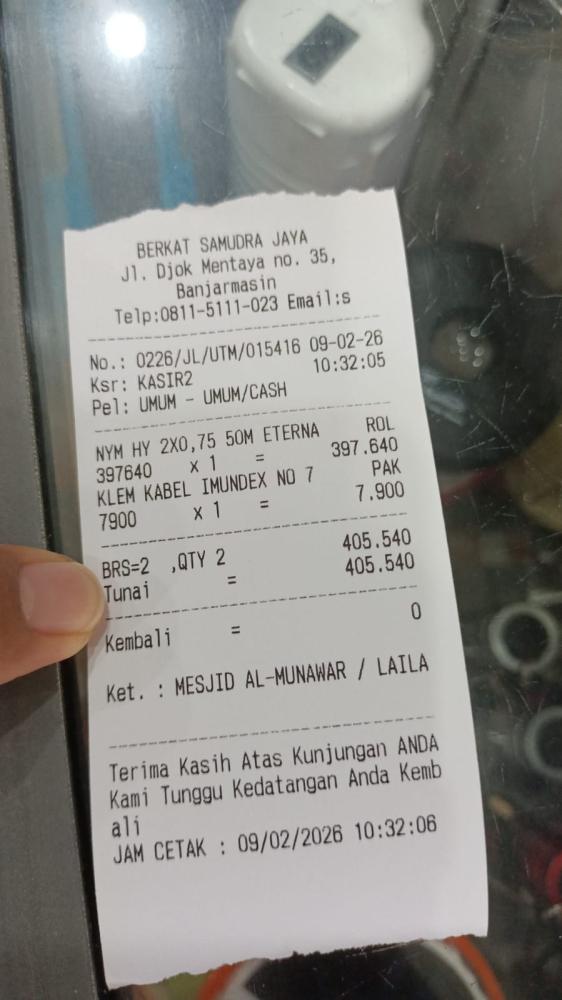 BERKAT SAMUDRA JAYA
Jl. Djok Mentaya no. 35,
Banjarmasin
Telp:0811-5111-023 Email:s
No.: 0226/JL/UTM/015416 09-02-26
Ksr: KASIR2 10:32:05
Pel: UMUM - UMUM/CASH
NYM HY 2X0,75 50M ETERNA ROL
397640 x 1 = 397.640
KLEM KABEL IMUNDEX NO 7 PAK
7900 x 1 = 7.900
BRS=2 ,QTY 2 405.540
Tunai = 405.540
Kembali = 0
Ket. : MESJID AL-MUNAWAR / LAILA
Terima Kasih Atas Kunjungan ANDA
Kami Tunggu Kedatangan Anda Kemb
ali
JAM CETAK : 09/02/2026 10:32:06